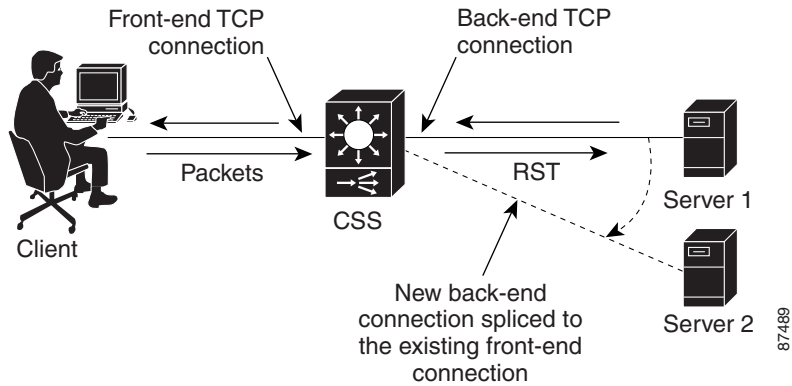 Front-end TCP
connection
Back-end TCP
connection
Packets
RST
CSS
Client
Server 1
Server 2
New back-end
connection spliced to
the existing front-end
connection
87489